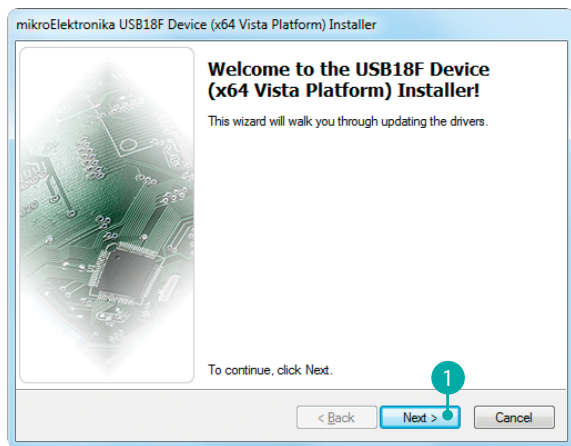 mikroElektronika USB18F Device (x64 Vista Platform) Installer
Welcome to the USB18F Device
(x64 Vista Platform) Installer!
This wizard will walk you through updating the drivers.
To continue, click Next.
1
< Back
Next >
Cancel